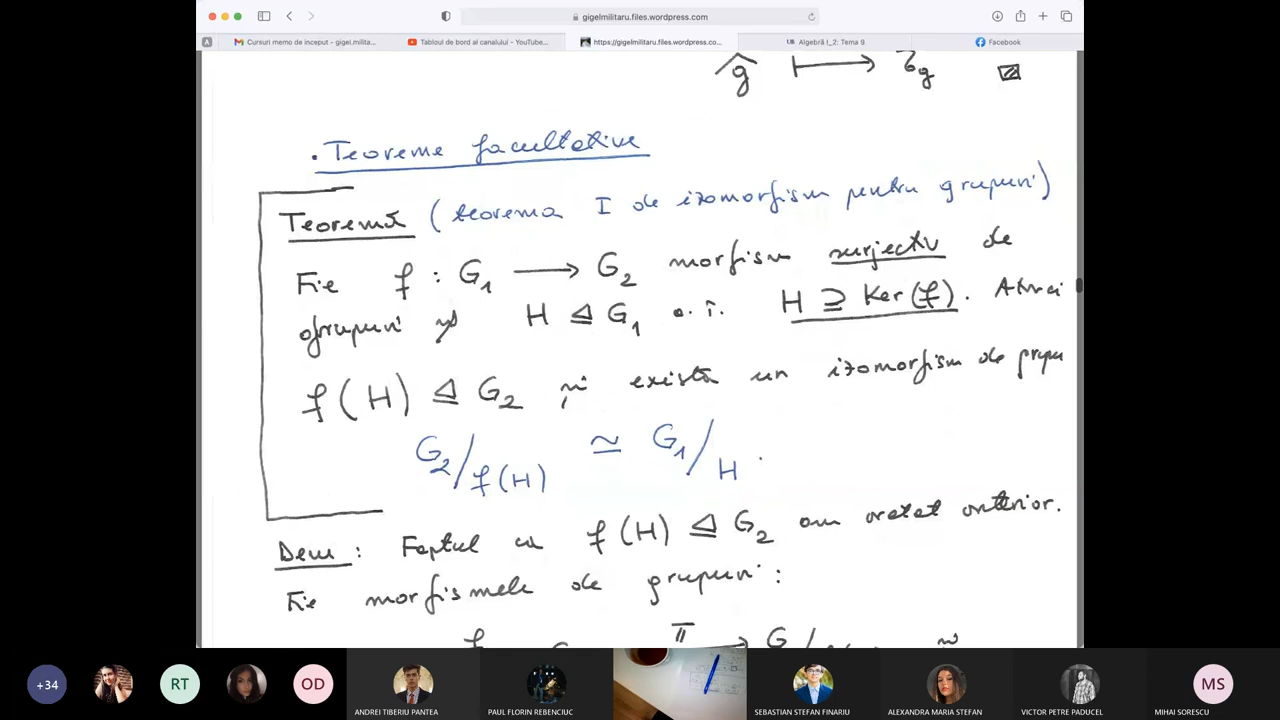 gigelmilitaru.files.wordpress.com
A
Cursuri memo de inceput - gigel.milita...
Tabloul de bord al canalului - YouTube...
https://gigelmilitaru.files.wordpress.co...
Algebră I_2: Tema 9
Facebook
ĝ ⟼ τ_g
. Teoreme facultative
Teoremă (teorema I de izomorfism pentru grupuri)
Fie f : G₁ ⟶ G₂ morfism surjectiv de
grupuri și H ⊴ G₁ a. î. H ⊇ Ker(f). Atunci
f(H) ⊴ G₂ și există un izomorfism de grupu
G₂/f(H) ≃ G₁/H .
Dem : Faptul că f(H) ⊴ G₂ am arătat anterior.
Fie morfismele de grupuri :
+34
RT
OD
ANDREI TIBERIU PANTEA
PAUL FLORIN REBENCIUC
SEBASTIAN STEFAN FINARIU
ALEXANDRA MARIA STEFAN
VICTOR PETRE PADUCEL
MS
MIHAI SORESCU